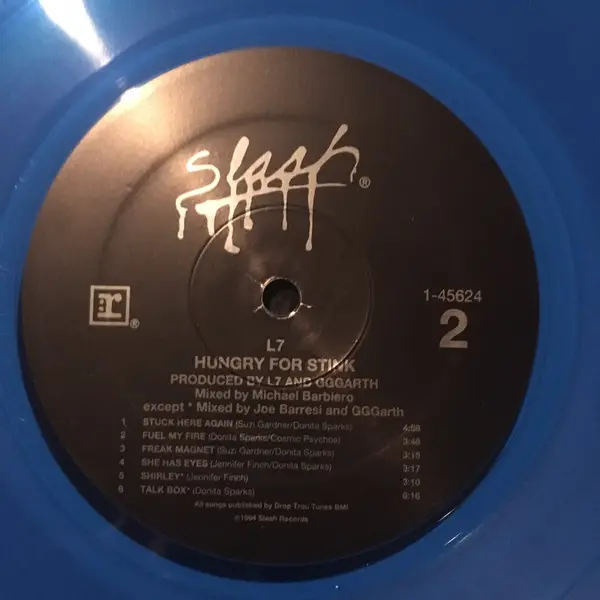 slash®
r®
1-45624
2
L7
HUNGRY FOR STINK
PRODUCED BY L7 AND GGGARTH
Mixed by Michael Barbiero
except * Mixed by Joe Barresi and GGGarth
1 STUCK HERE AGAIN (Suzi Gardner/Donita Sparks) 4:58
2 FUEL MY FIRE (Donita Sparks/Cosmic Psychos) 3:46
3 FREAK MAGNET (Suzi Gardner/Donita Sparks) 3:15
4 SHE HAS EYES (Jennifer Finch/Donita Sparks) 3:17
5 SHIRLEY* (Jennifer Finch) 3:10
6 TALK BOX* (Donita Sparks) 6:16
All songs published by Drop Trou Tunes BMI
℗1994 Slash Records